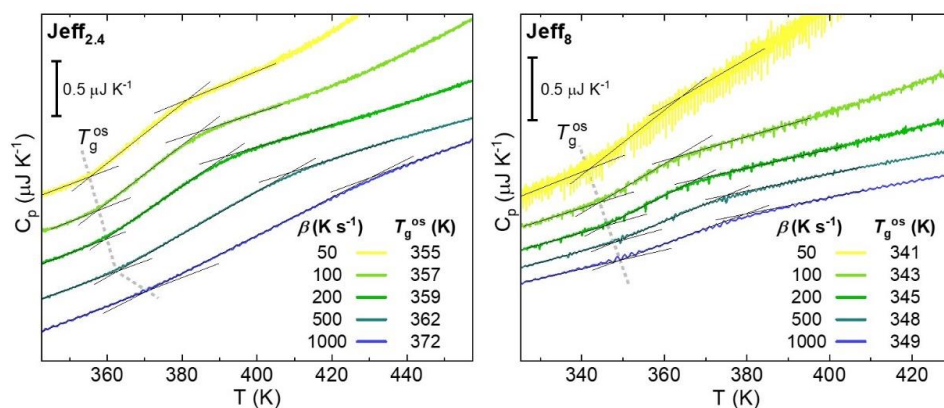 Jeff2.4
0.5 μJ K⁻¹
Tgos
Cp (μJ K⁻¹)
β (K s⁻¹) Tgos (K)
50 355
100 357
200 359
500 362
1000 372
360 380 400 420 440
T (K)
Jeff8
0.5 μJ K⁻¹
Tgos
Cp (μJ K⁻¹)
β (K s⁻¹) Tgos (K)
50 341
100 343
200 345
500 348
1000 349
340 360 380 400 420
T (K)